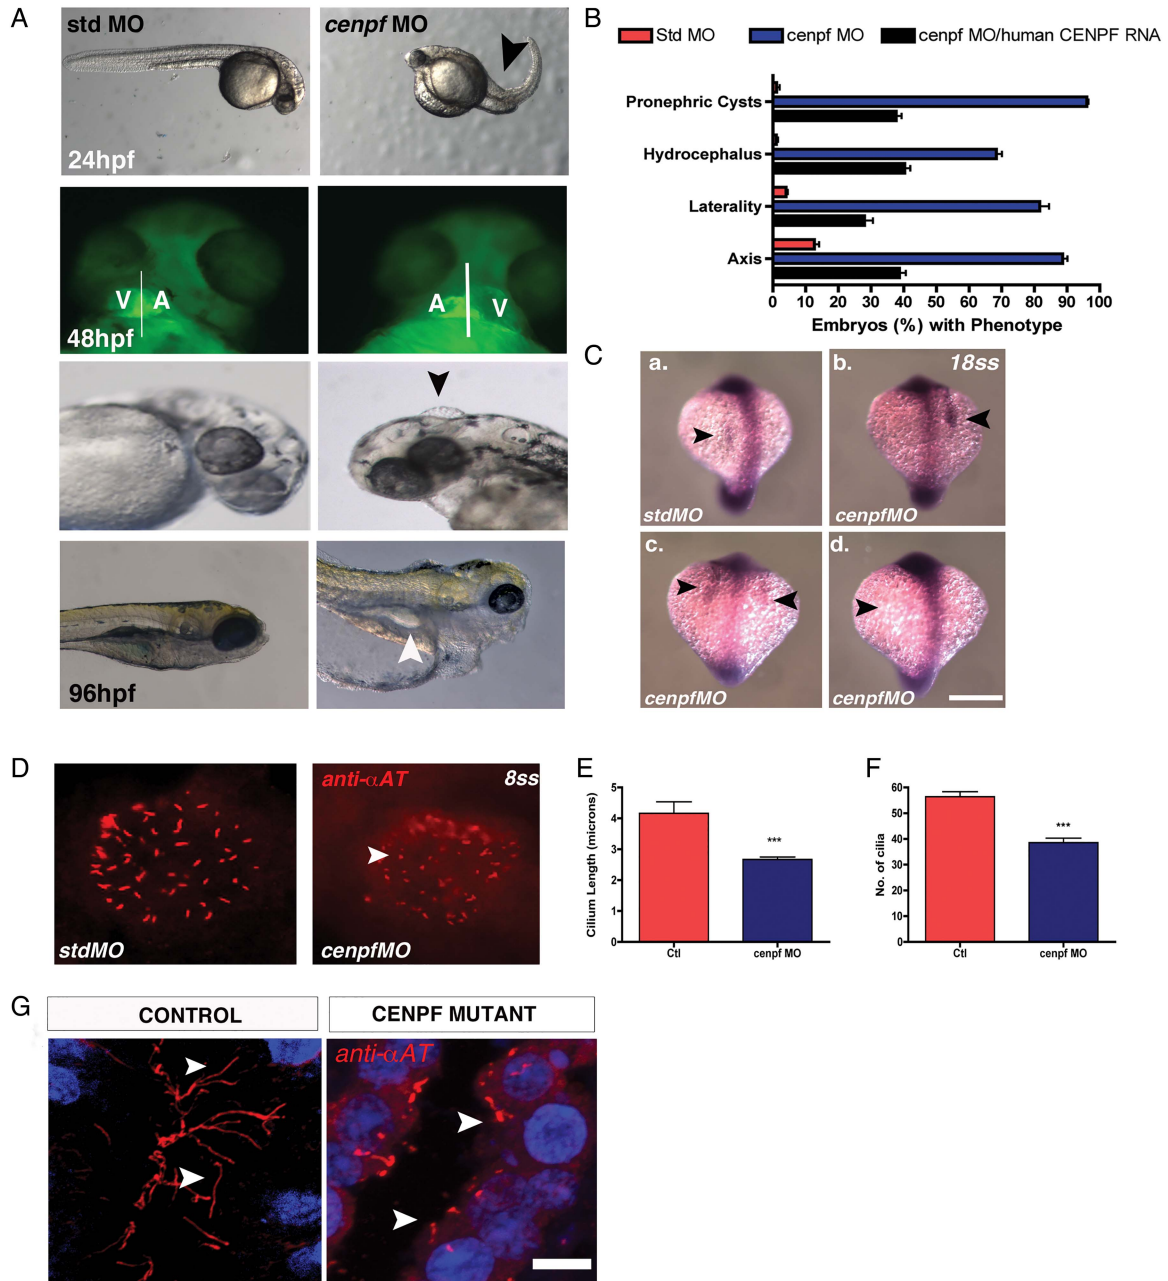 A
std MO
cenpf MO
24hpf
V
A
A
V
48hpf
96hpf
B
Std MO
cenpf MO
cenpf MO/human CENPF RNA
Pronephric Cysts
Hydrocephalus
Laterality
Axis
0 10 20 30 40 50 60 70 80 90 100
Embryos (%) with Phenotype
C
a.
b.
18ss
stdMO
cenpfMO
c.
d.
cenpfMO
cenpfMO
D
anti-αAT
8ss
stdMO
cenpfMO
E
Cilium Length (microns)
5
4
3
2
1
0
***
Ctl
cenpf MO
F
No. of cilia
60
50
40
30
20
10
0
***
Ctl
cenpf MO
G
CONTROL
CENPF MUTANT
anti-αAT